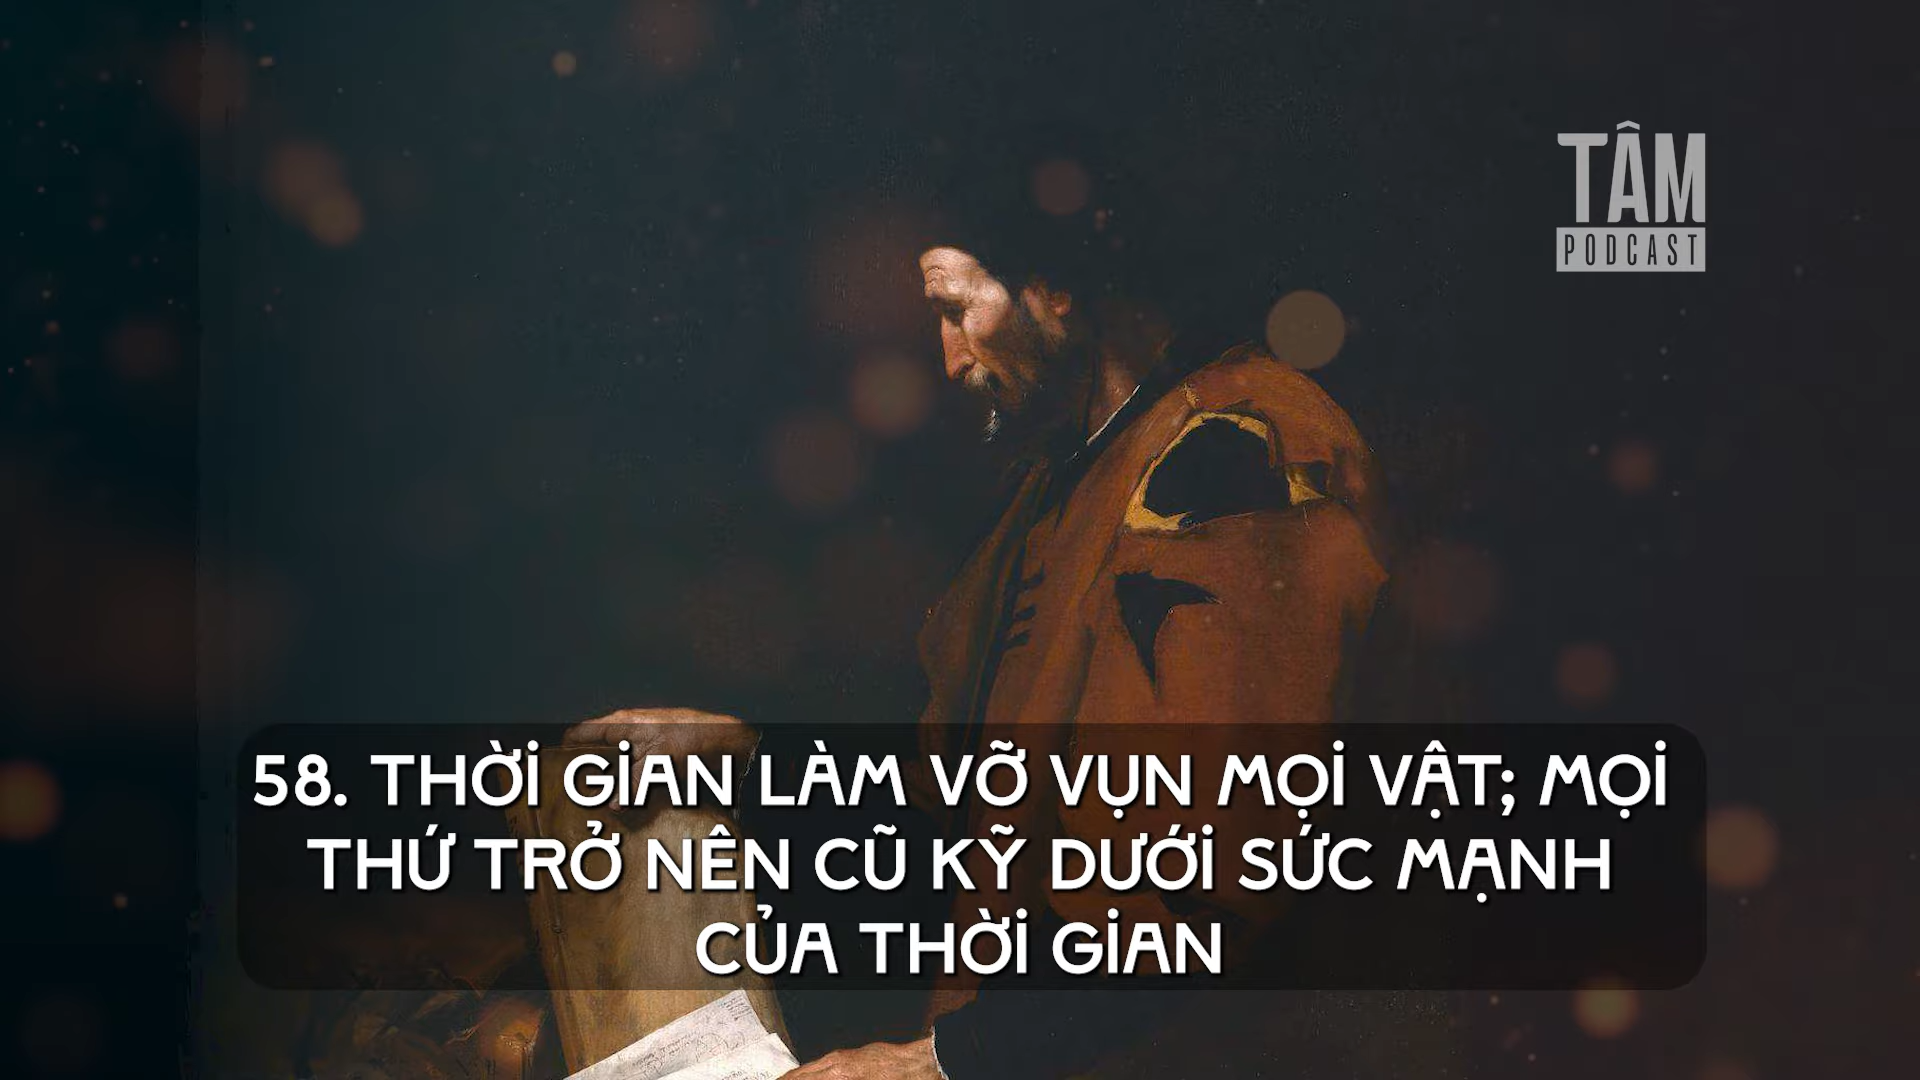 TÂM
PODCAST
58. THỜI GIAN LÀM VỠ VỤN MỌI VẬT; MỌI
THỨ TRỞ NÊN CŨ KỸ DƯỚI SỨC MẠNH
CỦA THỜI GIAN